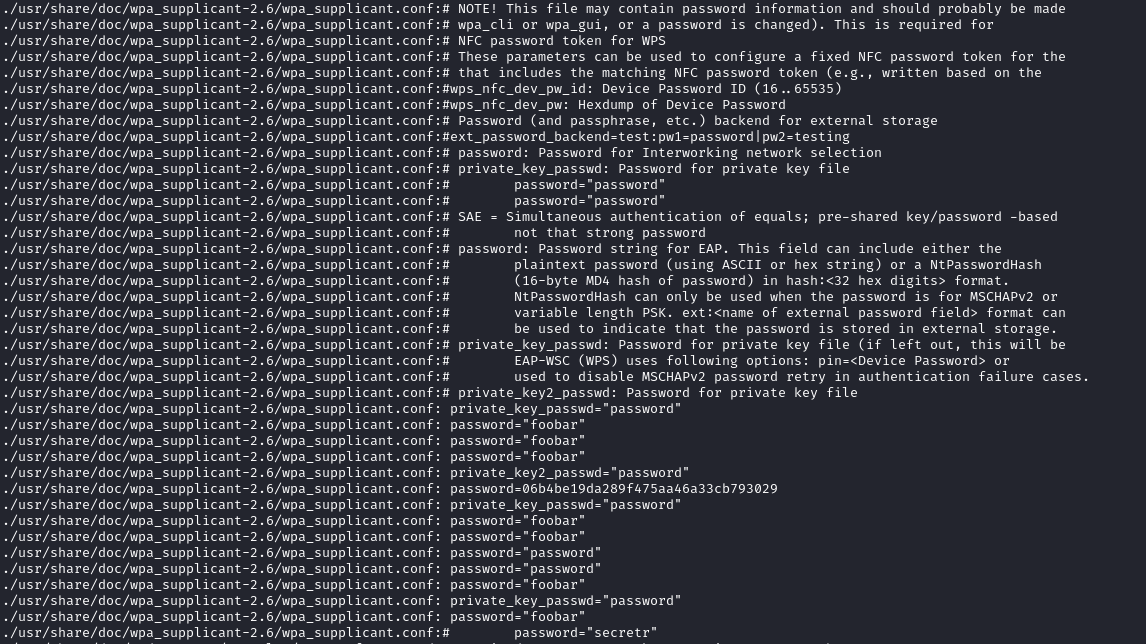 ./usr/share/doc/wpa_supplicant-2.6/wpa_supplicant.conf:# NOTE! This file may contain password information and should probably be made
./usr/share/doc/wpa_supplicant-2.6/wpa_supplicant.conf:# wpa_cli or wpa_gui, or a password is changed). This is required for
./usr/share/doc/wpa_supplicant-2.6/wpa_supplicant.conf:# NFC password token for WPS
./usr/share/doc/wpa_supplicant-2.6/wpa_supplicant.conf:# These parameters can be used to configure a fixed NFC password token for the
./usr/share/doc/wpa_supplicant-2.6/wpa_supplicant.conf:# that includes the matching NFC password token (e.g., written based on the
./usr/share/doc/wpa_supplicant-2.6/wpa_supplicant.conf:#wps_nfc_dev_pw_id: Device Password ID (16..65535)
./usr/share/doc/wpa_supplicant-2.6/wpa_supplicant.conf:#wps_nfc_dev_pw: Hexdump of Device Password
./usr/share/doc/wpa_supplicant-2.6/wpa_supplicant.conf:# Password (and passphrase, etc.) backend for external storage
./usr/share/doc/wpa_supplicant-2.6/wpa_supplicant.conf:#ext_password_backend=test:pw1=password|pw2=testing
./usr/share/doc/wpa_supplicant-2.6/wpa_supplicant.conf:# password: Password for Interworking network selection
./usr/share/doc/wpa_supplicant-2.6/wpa_supplicant.conf:# private_key_passwd: Password for private key file
./usr/share/doc/wpa_supplicant-2.6/wpa_supplicant.conf:#        password="password"
./usr/share/doc/wpa_supplicant-2.6/wpa_supplicant.conf:#        password="password"
./usr/share/doc/wpa_supplicant-2.6/wpa_supplicant.conf:# SAE = Simultaneous authentication of equals; pre-shared key/password -based
./usr/share/doc/wpa_supplicant-2.6/wpa_supplicant.conf:#        not that strong password
./usr/share/doc/wpa_supplicant-2.6/wpa_supplicant.conf:# password: Password string for EAP. This field can include either the
./usr/share/doc/wpa_supplicant-2.6/wpa_supplicant.conf:#        plaintext password (using ASCII or hex string) or a NtPasswordHash
./usr/share/doc/wpa_supplicant-2.6/wpa_supplicant.conf:#        (16-byte MD4 hash of password) in hash:<32 hex digits> format.
./usr/share/doc/wpa_supplicant-2.6/wpa_supplicant.conf:#        NtPasswordHash can only be used when the password is for MSCHAPv2 or
./usr/share/doc/wpa_supplicant-2.6/wpa_supplicant.conf:#        variable length PSK. ext:<name of external password field> format can
./usr/share/doc/wpa_supplicant-2.6/wpa_supplicant.conf:#        be used to indicate that the password is stored in external storage.
./usr/share/doc/wpa_supplicant-2.6/wpa_supplicant.conf:# private_key_passwd: Password for private key file (if left out, this will be
./usr/share/doc/wpa_supplicant-2.6/wpa_supplicant.conf:#        EAP-WSC (WPS) uses following options: pin=<Device Password> or
./usr/share/doc/wpa_supplicant-2.6/wpa_supplicant.conf:#        used to disable MSCHAPv2 password retry in authentication failure cases.
./usr/share/doc/wpa_supplicant-2.6/wpa_supplicant.conf:# private_key2_passwd: Password for private key file
./usr/share/doc/wpa_supplicant-2.6/wpa_supplicant.conf: private_key_passwd="password"
./usr/share/doc/wpa_supplicant-2.6/wpa_supplicant.conf: password="foobar"
./usr/share/doc/wpa_supplicant-2.6/wpa_supplicant.conf: password="foobar"
./usr/share/doc/wpa_supplicant-2.6/wpa_supplicant.conf: password="foobar"
./usr/share/doc/wpa_supplicant-2.6/wpa_supplicant.conf: private_key2_passwd="password"
./usr/share/doc/wpa_supplicant-2.6/wpa_supplicant.conf: password=06b4be19da289f475aa46a33cb793029
./usr/share/doc/wpa_supplicant-2.6/wpa_supplicant.conf: private_key_passwd="password"
./usr/share/doc/wpa_supplicant-2.6/wpa_supplicant.conf: password="foobar"
./usr/share/doc/wpa_supplicant-2.6/wpa_supplicant.conf: password="foobar"
./usr/share/doc/wpa_supplicant-2.6/wpa_supplicant.conf: password="password"
./usr/share/doc/wpa_supplicant-2.6/wpa_supplicant.conf: password="password"
./usr/share/doc/wpa_supplicant-2.6/wpa_supplicant.conf: password="foobar"
./usr/share/doc/wpa_supplicant-2.6/wpa_supplicant.conf: private_key_passwd="password"
./usr/share/doc/wpa_supplicant-2.6/wpa_supplicant.conf: password="foobar"
./usr/share/doc/wpa_supplicant-2.6/wpa_supplicant.conf:#        password="secretr"